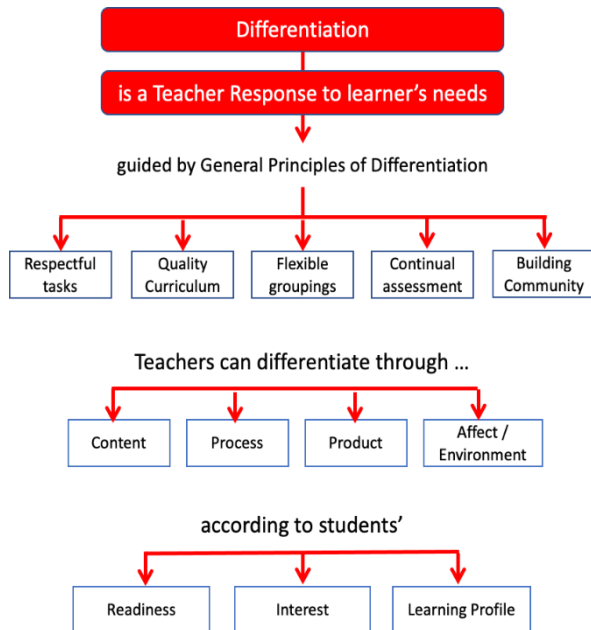 Differentiation
is a Teacher Response to learner's needs
guided by General Principles of Differentiation
Respectful
tasks
Quality
Curriculum
Flexible
groupings
Continual
assessment
Building
Community
Teachers can differentiate through ...
Content
Process
Product
Affect /
Environment
according to students'
Readiness
Interest
Learning Profile